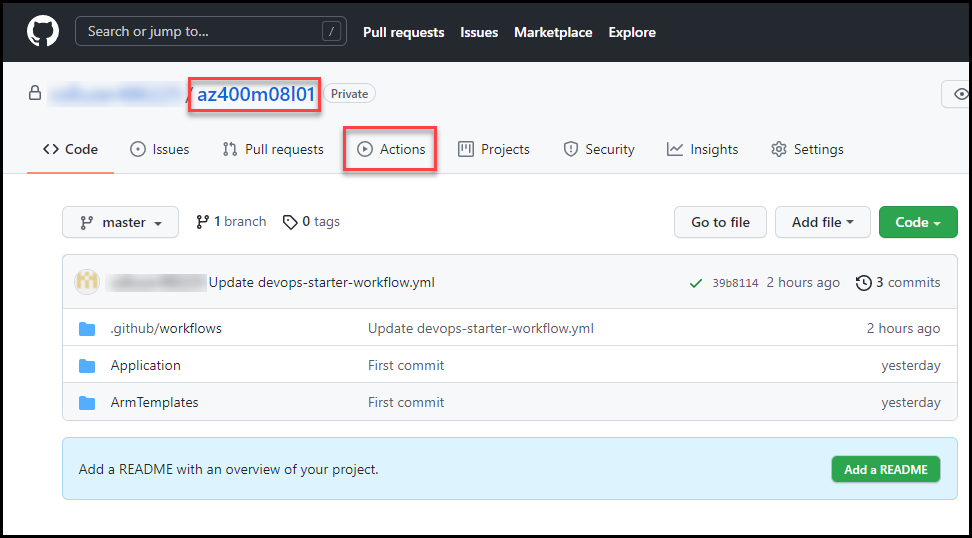 Search or jump to... / Pull requests Issues Marketplace Explore
/ az400m08l01 Private
Code Issues Pull requests Actions Projects Security Insights Settings
master 1 branch 0 tags Go to file Add file Code
Update devops-starter-workflow.yml 39b8114 2 hours ago 3 commits
.github/workflows Update devops-starter-workflow.yml 2 hours ago
Application First commit yesterday
ArmTemplates First commit yesterday
Add a README with an overview of your project. Add a README